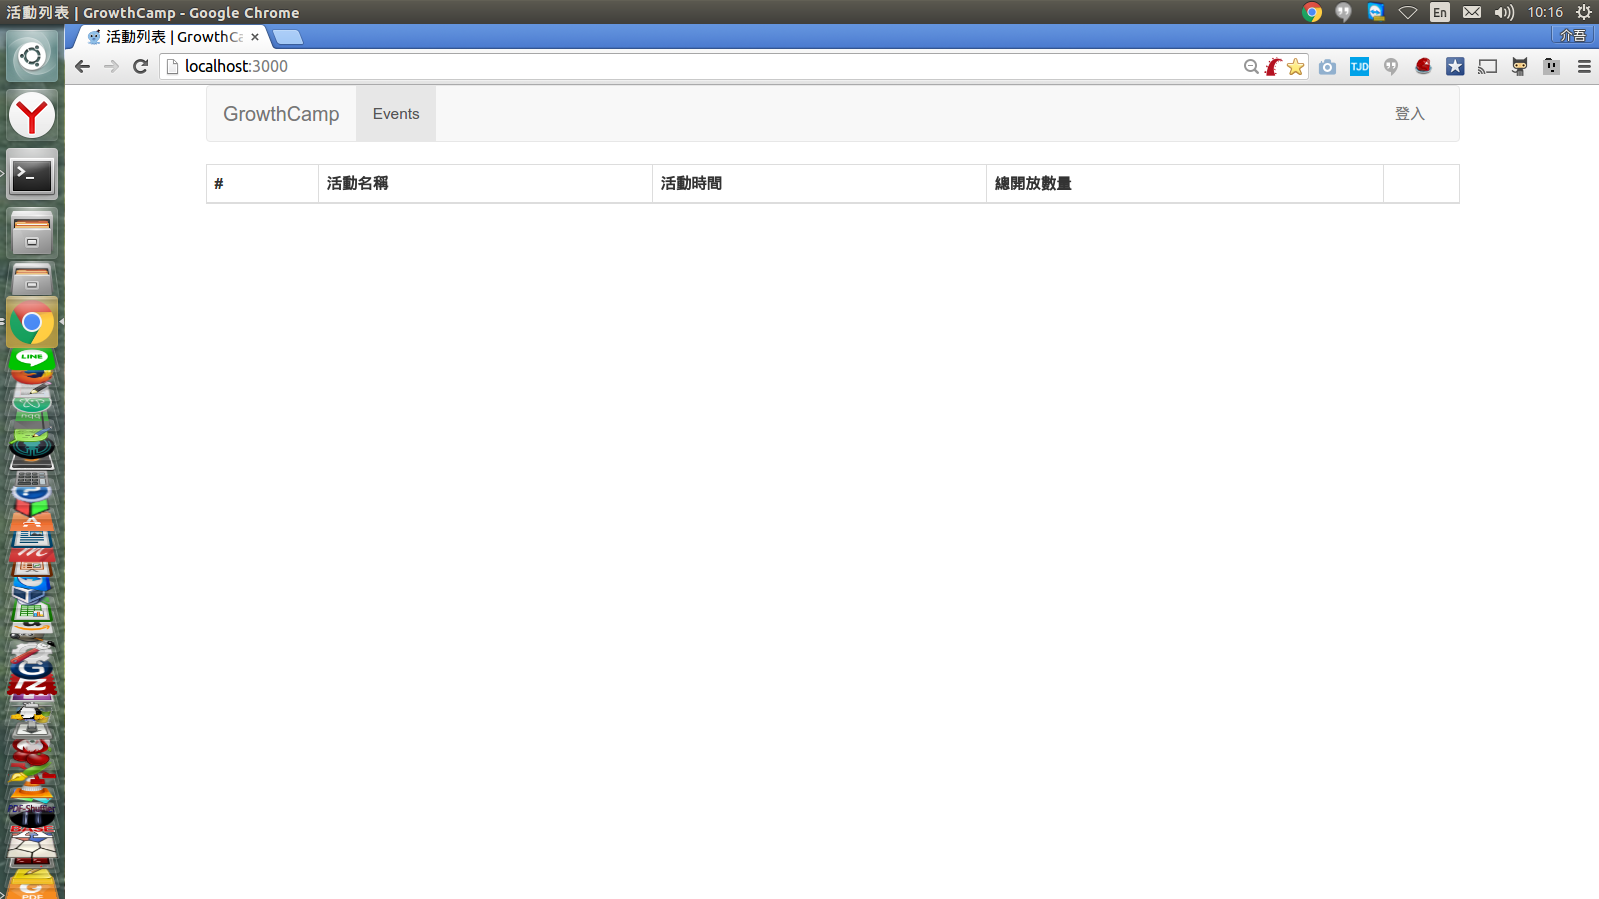 活動列表 | GrowthCamp - Google Chrome
En
10:16
活動列表 | GrowthCa
介吾
localhost:3000
TJD
GrowthCamp
Events
登入
#
活動名稱
活動時間
總開放數量
LINE
PDF-Shuffler
BASE
PDF